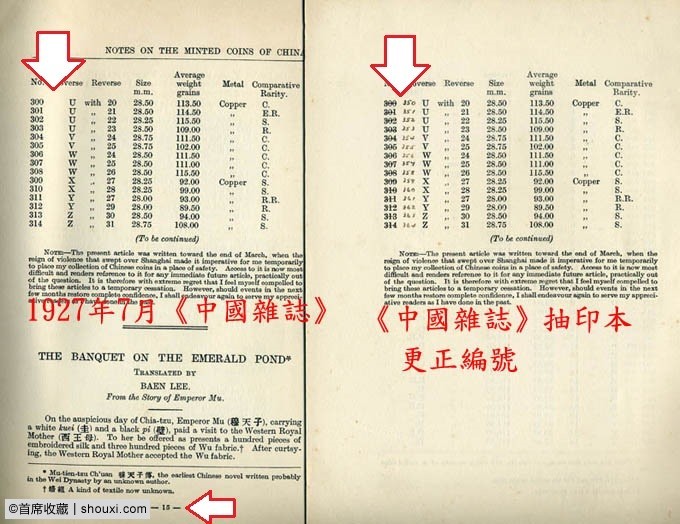 NOTES ON THE MINTED COINS OF CHINA
No. verse Reverse Size m.m. Average weight grains Metal Comparative Rarity.
300 U with 20 28.50 113.50 Copper C.
301 U ,, 21 28.50 114.50 ,, E.R.
302 U ,, 22 28.25 115.50 ,, S.
303 U ,, 23 28.50 109.00 ,, R.
304 V ,, 24 28.75 111.50 ,, C.
305 V ,, 25 28.75 102.00 ,, C.
306 W ,, 24 28.50 111.50 ,, C.
307 W ,, 25 28.50 111.00 ,, C.
308 W ,, 26 28.50 115.50 ,, C.
309 X ,, 27 28.25 92.00 Copper S.
310 X ,, 28 28.25 99.00 ,, S.
311 Y ,, 27 28.00 93.00 ,, R.R.
312 Y ,, 29 28.00 89.50 ,, R.
313 Z ,, 30 28.50 94.00 ,, S.
314 Z ,, 31 28.75 108.00 ,, S.
(To be continued)
NOTE:—The present article was written toward the end of March, when the
reign of violence that swept over Shanghai made it imperative for me temporarily
to place my collection of Chinese coins in a place of safety. Access to it is now most
difficult and renders reference to it for any immediate future article, practically out
of the question. It is therefore with extreme regret that I feel myself compelled to
bring these articles to a temporary cessation. However, should events in the next
few months restore complete confidence, I shall endeavour again to serve my appreci-
ative readers as I have done in the past.
1927年7月《中國雜誌》
THE BANQUET ON THE EMERALD POND*
TRANSLATED BY
BAEN LEE.
From the Story of Emperor Mu.
On the auspicious day of Chia-tzu, Emperor Mu (穆天子), carrying
a white kuei (圭) and a black pi (璧), paid a visit to the Western Royal
Mother (西王母). To her be offered as presents a hundred pieces of
embroidered silk and three hundred pieces of Wu fabric.† After curtsy-
ing, the Western Royal Mother accepted the Wu fabric.
* Mu-tien-tzu Ch'uan 穆天子傳, the earliest Chinese novel written probably
in the Wei Dynasty by an unknown author.
A kind of textile now unknown.
— 15 —
©首席收藏 | shouxi.com
No. verse Reverse Size m.m. Average weight grains Metal Comparative Rarity.
300 350 U with 20 28.50 113.50 Copper C.
301 351 U ,, 21 28.50 114.50 ,, E.R.
302 352 U ,, 22 28.25 115.50 ,, S.
303 353 U ,, 23 28.50 109.00 ,, R.
304 354 V ,, 24 28.75 111.50 ,, C.
305 355 V ,, 25 28.75 102.00 ,, C.
306 356 W ,, 24 28.50 111.50 ,, C.
307 357 W ,, 25 28.50 111.00 ,, C.
308 358 W ,, 26 28.50 115.50 ,, C.
309 359 X ,, 27 28.25 92.00 Copper S.
310 360 X ,, 28 28.25 99.00 ,, S.
311 361 Y ,, 27 28.00 93.00 ,, R.R.
312 362 Y ,, 29 28.00 89.50 ,, R.
313 363 Z ,, 30 28.50 94.00 ,, S.
314 364 Z ,, 31 28.75 108.00 ,, S.
(To be continued)
NOTE:—The present article was written toward the end of March, when the
reign of violence that swept over Shanghai made it imperative for me temporarily
to place my collection of Chinese coins in a place of safety. Access to it is now most
difficult and renders reference to it for any immediate future article, practically out
of the question. It is therefore with extreme regret that I feel myself compelled to
bring these articles to a temporary cessation. However, should events in the next
few months restore complete confidence, I shall endeavour again to serve my appreci-
ative readers as I have done in the past.
《中國雜誌》抽印本
更正編號